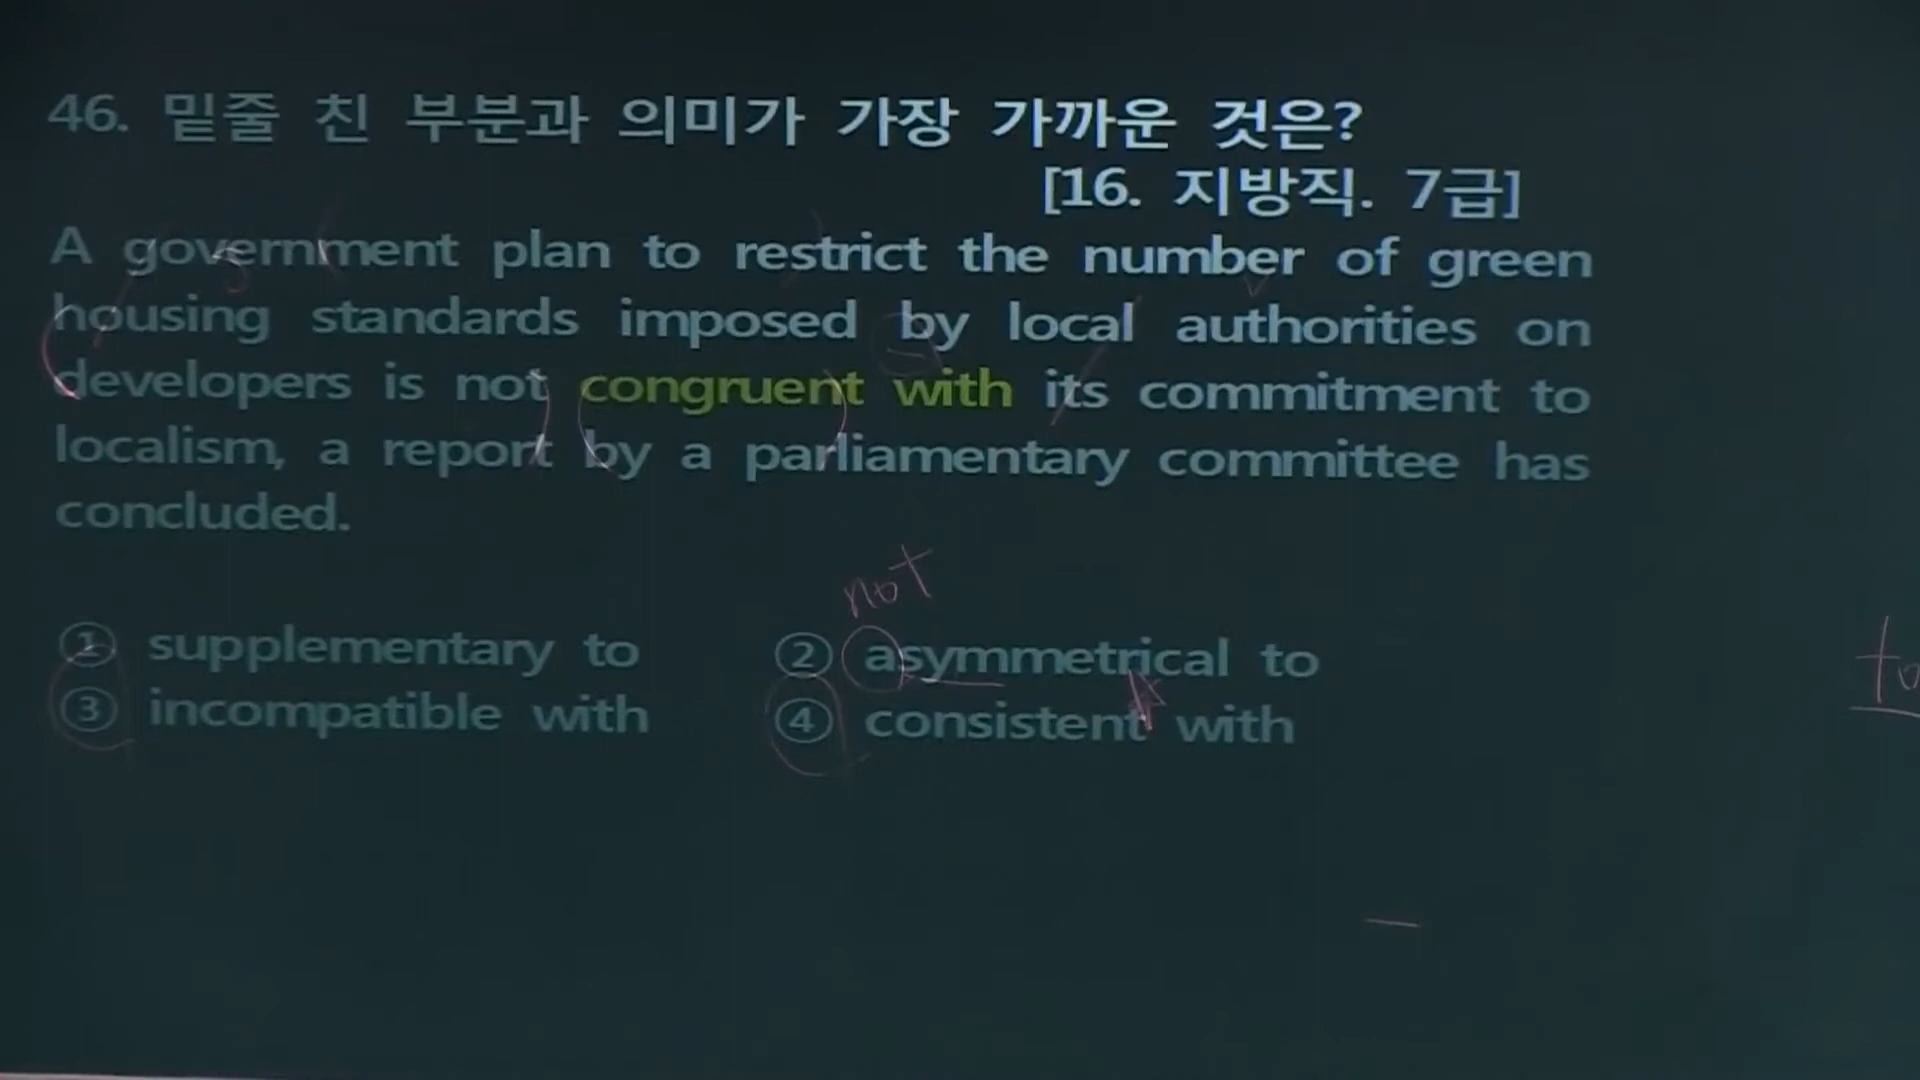 46. 밑줄 친 부분과 의미가 가장 가까운 것은?
[16. 지방직. 7급]
A government plan to restrict the number of green
housing standards imposed by local authorities on
developers is not congruent with its commitment to
localism, a report by a parliamentary committee has
concluded.
not
① supplementary to ② asymmetrical to
③ incompatible with ④ consistent with
to